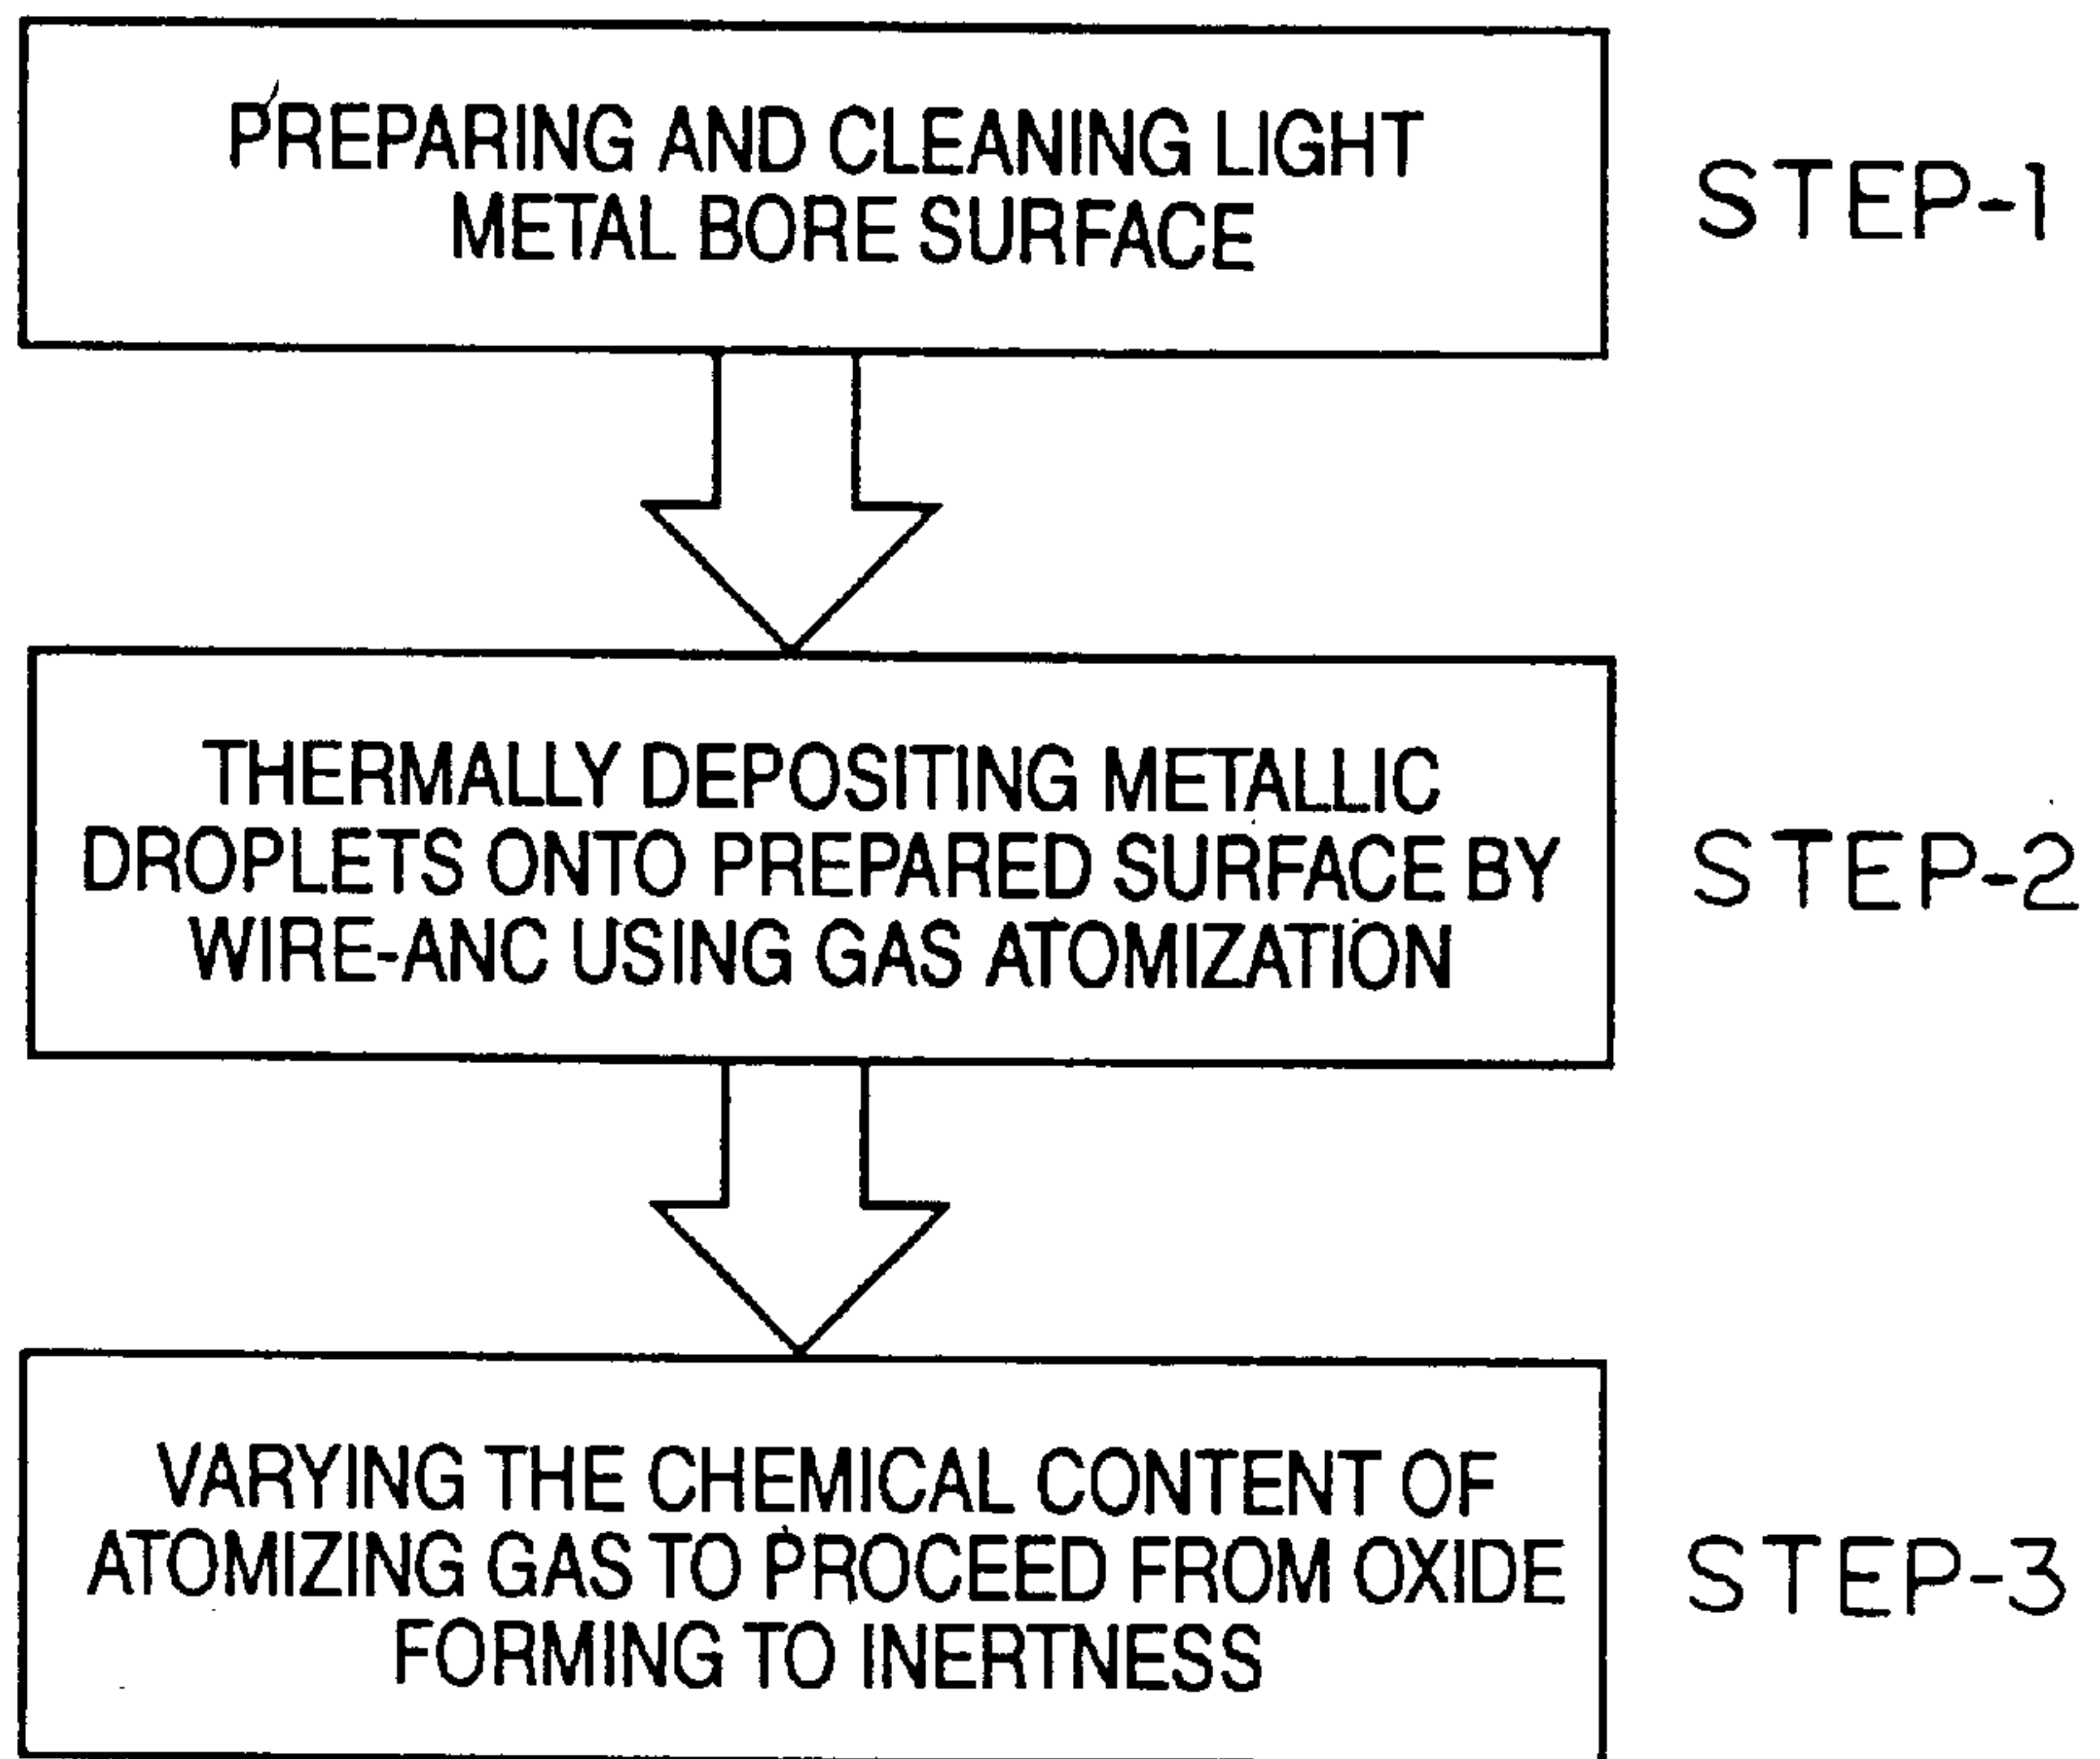 PREPARING AND CLEANING LIGHT
METAL BORE SURFACE
STEP-1
THERMALLY DEPOSITING METALLIC
DROPLETS ONTO PREPARED SURFACE BY
WIRE-ANC USING GAS ATOMIZATION
STEP-2
VARYING THE CHEMICAL CONTENT OF
ATOMIZING GAS TO PROCEED FROM OXIDE
FORMING TO INERTNESS
STEP-3